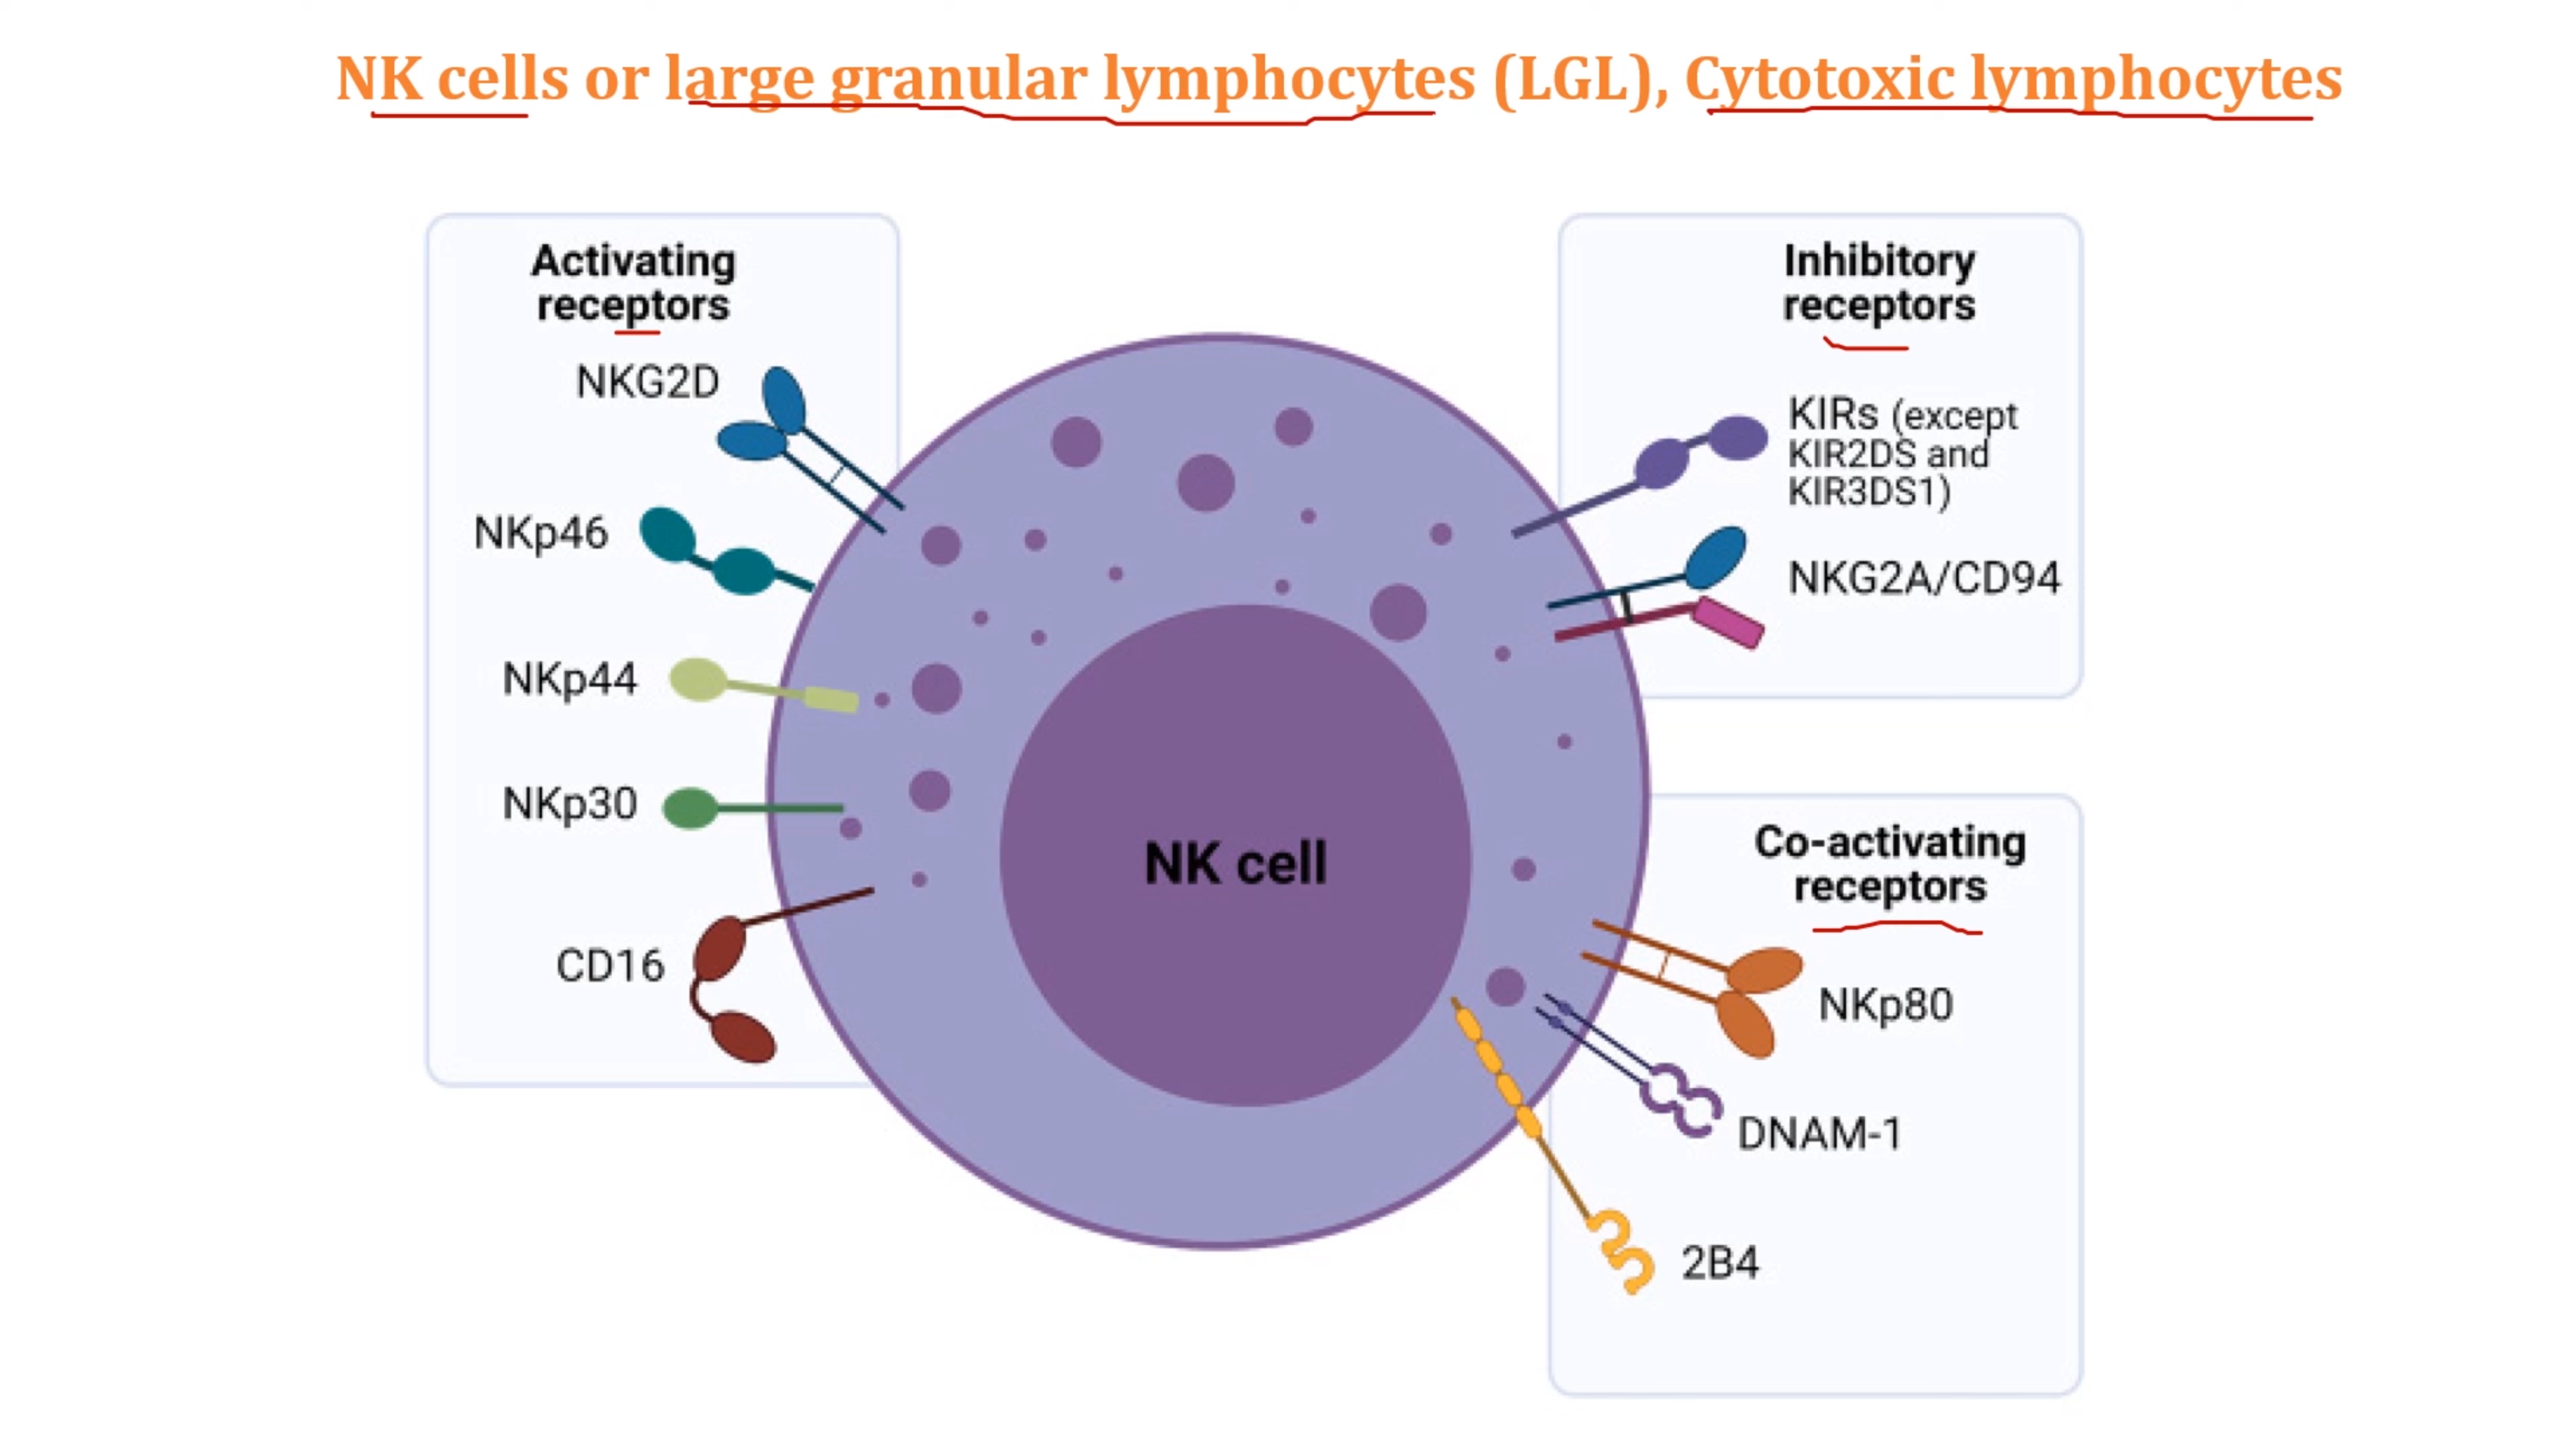 NK cells or large granular lymphocytes (LGL), Cytotoxic lymphocytes
Activating
receptors
NKG2D
NKp46
NKp44
NKp30
CD16
NK cell
Inhibitory
receptors
KIRs (except
KIR2DS and
KIR3DS1)
NKG2A/CD94
Co-activating
receptors
NKp80
DNAM-1
2B4